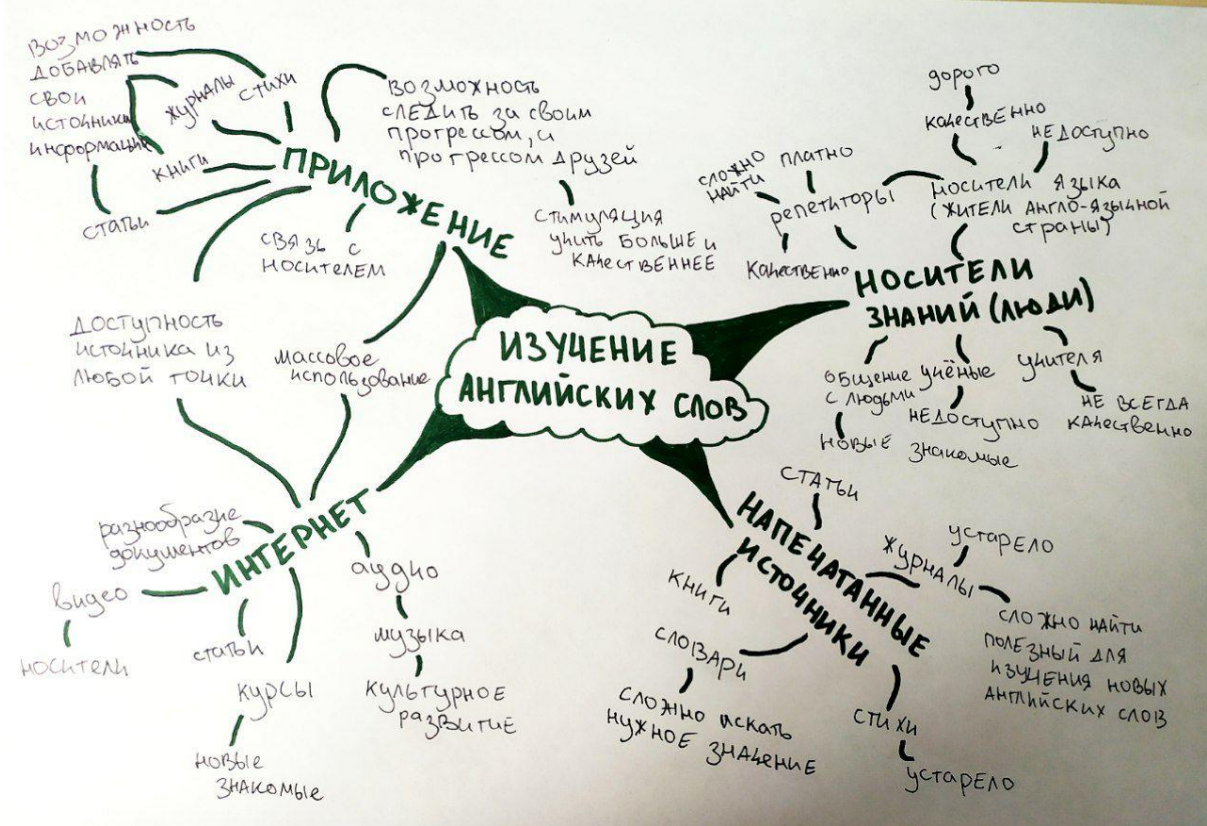 ИЗУЧЕНИЕ
АНГЛИЙСКИХ СЛОВ
ПРИЛОЖЕНИЕ
ВОЗМОЖНОСТЬ
ДОБАВЛЯТЬ
СВОИ
ИСТОЧНИКИ
ИНФОРМАЦИИ
СТИХИ
ЖУРНАЛЫ
КНИГИ
СТАТЬИ
ВОЗМОЖНОСТЬ
СЛЕДИТЬ за своим
прогрессом, и
прогрессом ДРУЗЕЙ
СТИМУЛЯЦИЯ
УЧИТЬ БОЛЬШЕ и
КАЧЕСТВЕННЕЕ
СВЯЗЬ С
НОСИТЕЛЕМ
ДОСТУПНОСТЬ
ИСТОЧНИКА ИЗ
ЛЮБОЙ ТОЧКИ
массовое
использование
НОСИТЕЛИ
ЗНАНИЙ (ЛЮДИ)
дорого
КАЧЕСТВЕННО
НЕДОСТУПНО
НОСИТЕЛИ ЯЗЫКА
(ЖИТЕЛИ АНГЛО-ЯЗЫЧНОЙ
СТРАНЫ)
СЛОЖНО
НАЙТИ
ПЛАТНО
РЕПЕТИТОРЫ
КАЧЕСТВЕННО
ОБЩЕНИЕ
С ЛЮДЬМИ
НОВЫЕ ЗНАКОМЫЕ
УЧЁНЫЕ
НЕДОСТУПНО
УЧИТЕЛЯ
НЕ ВСЕГДА
КАЧЕСТВЕННО
ИНТЕРНЕТ
разнообразие
документов
видео
НОСИТЕЛИ
статьи
КУРСЫ
НОВЫЕ
ЗНАКОМЫЕ
аудио
музыка
КУЛЬТУРНОЕ
РАЗВИТИЕ
НАПЕЧАТАННЫЕ
ИСТОЧНИКИ
СТАТЬИ
ЖУРНАЛЫ
УСТАРЕЛО
СЛОЖНО НАЙТИ
ПОЛЕЗНЫЙ ДЛЯ
ИЗУЧЕНИЯ НОВЫХ
АНГЛИЙСКИХ СЛОВ
КНИГИ
СЛОВАРИ
СЛОЖНО искать
НУЖНОЕ ЗНАЧЕНИЕ
СТИХИ
УСТАРЕЛО